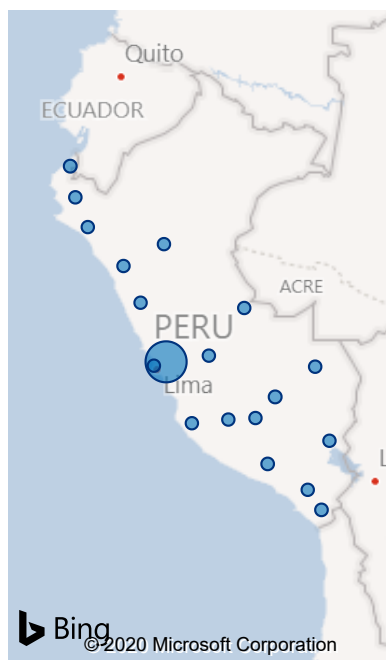 Quito
ECUADOR
ACRE
PERU
Lima
L
Bing
© 2020 Microsoft Corporation